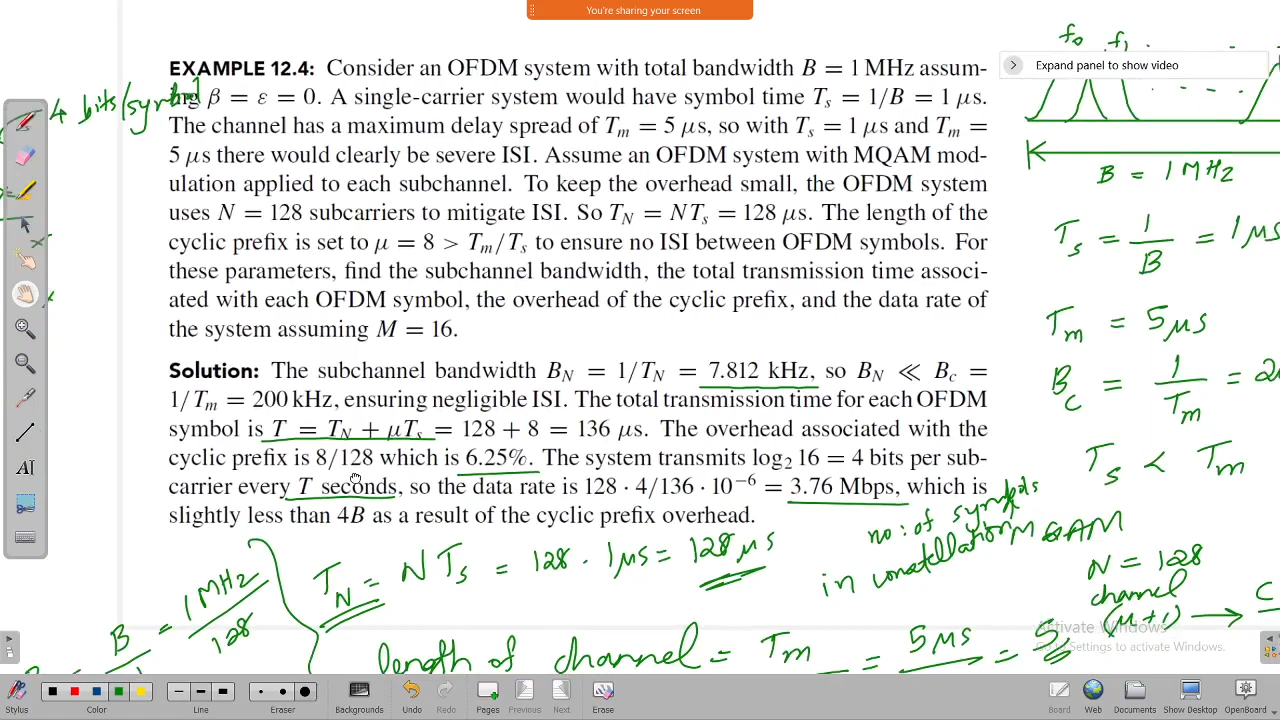 You're sharing your screen
Expand panel to show video
EXAMPLE 12.4: Consider an OFDM system with total bandwidth B = 1 MHz assum-
ing β = ε = 0. A single-carrier system would have symbol time Ts = 1/B = 1 μs.
The channel has a maximum delay spread of Tm = 5 μs, so with Ts = 1 μs and Tm =
5 μs there would clearly be severe ISI. Assume an OFDM system with MQAM mod-
ulation applied to each subchannel. To keep the overhead small, the OFDM system
uses N = 128 subcarriers to mitigate ISI. So TN = NTs = 128 μs. The length of the
cyclic prefix is set to μ = 8 > Tm/Ts to ensure no ISI between OFDM symbols. For
these parameters, find the subchannel bandwidth, the total transmission time associ-
ated with each OFDM symbol, the overhead of the cyclic prefix, and the data rate of
the system assuming M = 16.
Solution: The subchannel bandwidth BN = 1/TN = 7.812 kHz, so BN ≪ Bc =
1/Tm = 200 kHz, ensuring negligible ISI. The total transmission time for each OFDM
symbol is T = TN + μTs = 128 + 8 = 136 μs. The overhead associated with the
cyclic prefix is 8/128 which is 6.25%. The system transmits log2 16 = 4 bits per sub-
carrier every T seconds, so the data rate is 128 · 4/136 · 10−6 = 3.76 Mbps, which is
slightly less than 4B as a result of the cyclic prefix overhead.
4 bits/symbol
f0 f1
B = 1 MHz
Ts = 1/B = 1 μs
Tm = 5 μs
Bc = 1/Tm =
Ts < Tm
no: of symbols
in constellation MQAM
N = 128
channel
(μ+1) →
TN = N Ts = 128 · 1 μs = 128 μs
B = 1 MHz
128
length of channel = Tm = 5 μs = 5
Activate Windows
Go to Settings to activate Windows.
Stylus
Color
Line
Eraser
Backgrounds
Undo
Redo
Pages
Previous
Next
Erase
Board
Web
Documents
Show Desktop
OpenBoard